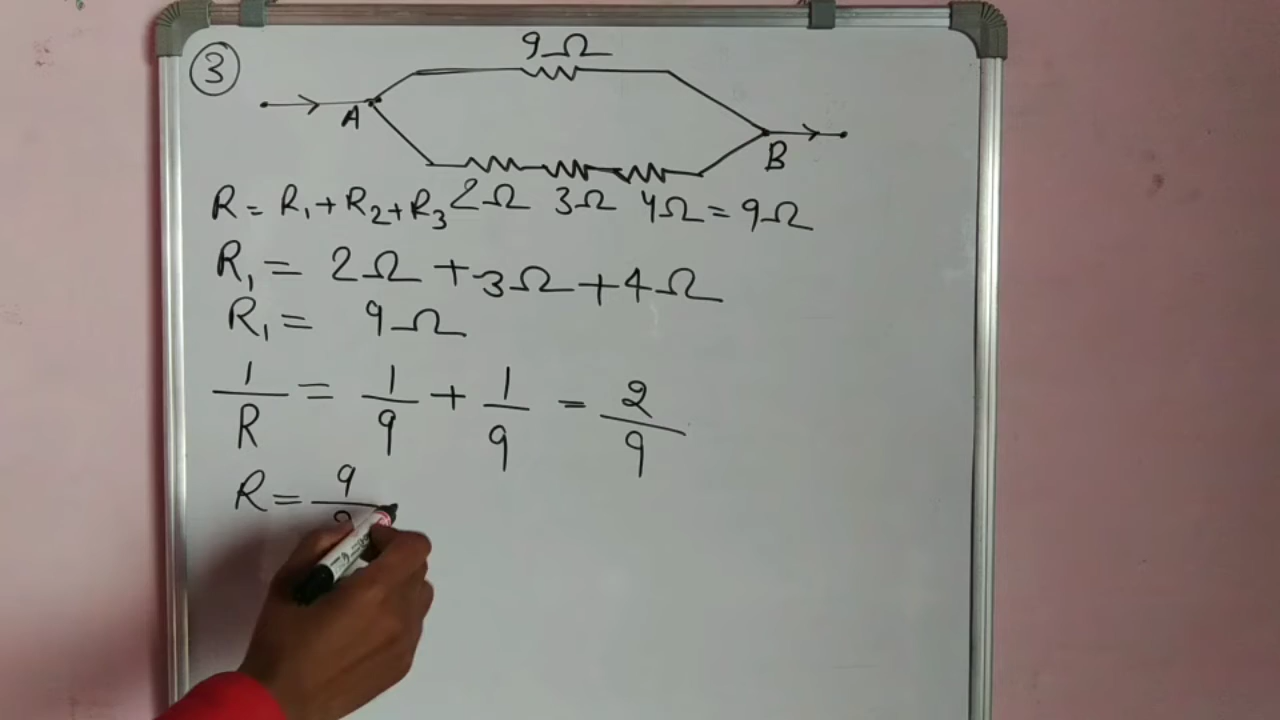 3
9Ω
A
B
R = R₁ + R₂ + R₃ 2Ω 3Ω 4Ω = 9Ω
R₁ = 2Ω + 3Ω + 4Ω
R₁ = 9Ω
1/R = 1/9 + 1/9 = 2/9
R = 9/2